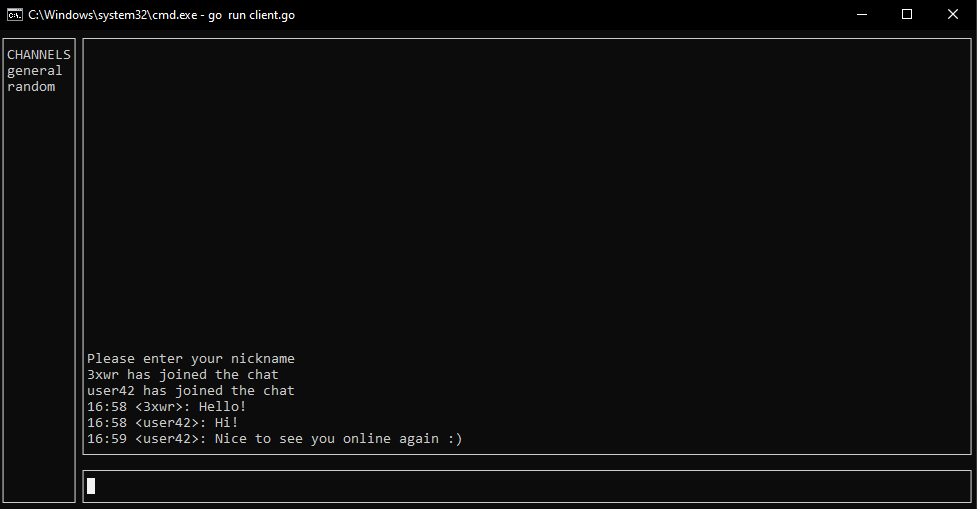 C:\Windows\system32\cmd.exe - go  run client.go
CHANNELS
general
random
Please enter your nickname
3xwr has joined the chat
user42 has joined the chat
16:58 <3xwr>: Hello!
16:58 <user42>: Hi!
16:59 <user42>: Nice to see you online again :)